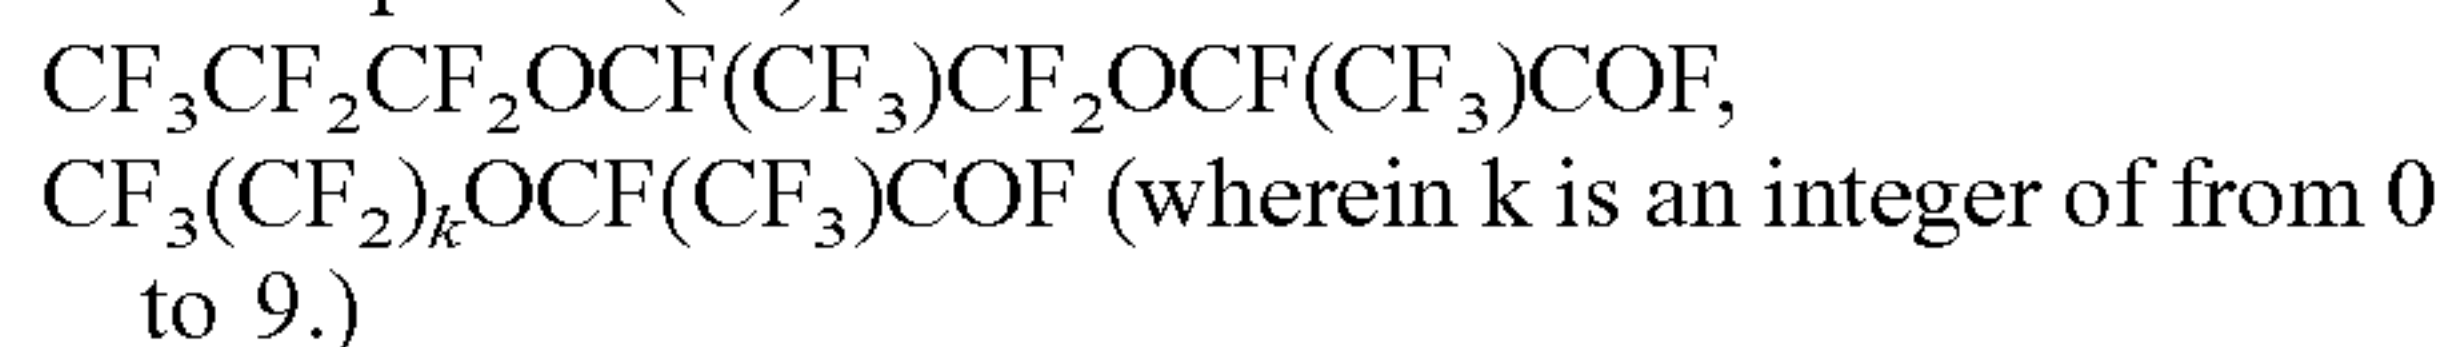 CF₃CF₂CF₂OCF(CF₃)CF₂OCF(CF₃)COF,
CF₃(CF₂)ₖOCF(CF₃)COF (wherein k is an integer of from 0
to 9.)